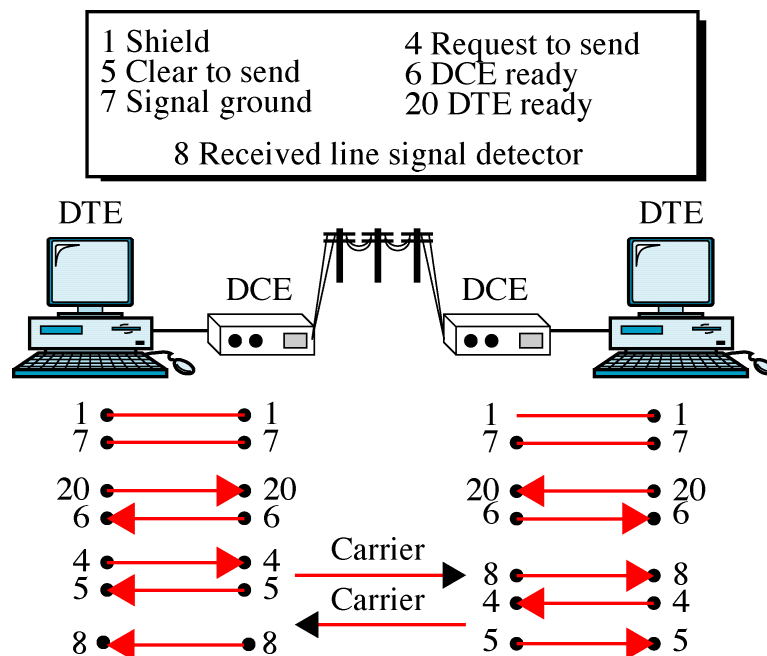 1 Shield
4 Request to send
5 Clear to send
6 DCE ready
7 Signal ground
20 DTE ready
8 Received line signal detector
DTE
DTE
DCE
DCE
1 1 1 1
7 7 7 7
20 20 20 20
6 6 6 6
Carrier
4 4 8 8
5 5 4 4
Carrier
8 8 5 5